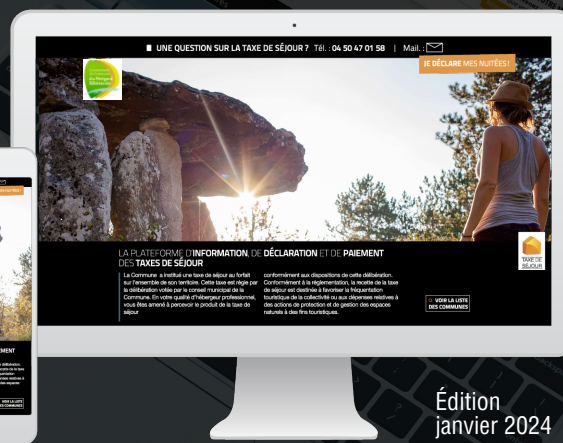 UNE QUESTION SUR LA TAXE DE SÉJOUR ? Tél. : 04 50 47 01 58 | Mail. :
JE DÉCLARE MES NUITÉES !
LA PLATEFORME D'INFORMATION, DE DÉCLARATION ET DE PAIEMENT
DES TAXES DE SÉJOUR
La Commune a institué une taxe de séjour au forfait
sur l'ensemble de son territoire. Cette taxe est régie par
la délibération votée par le conseil municipal de la
Commune. En votre qualité d'hébergeur professionnel,
vous êtes amené à percevoir le produit de la taxe de
séjour
conformément aux dispositions de cette délibération.
Conformément à la réglementation, la recette de la taxe
de séjour est destinée à favoriser la fréquentation
touristique de la collectivité ou aux dépenses relatives à
des actions de protection et de gestion des espaces
naturels à des fins touristiques.
TAXE DE
SÉJOUR
VOIR LA LISTE
DES COMMUNES
Édition
janvier 2024